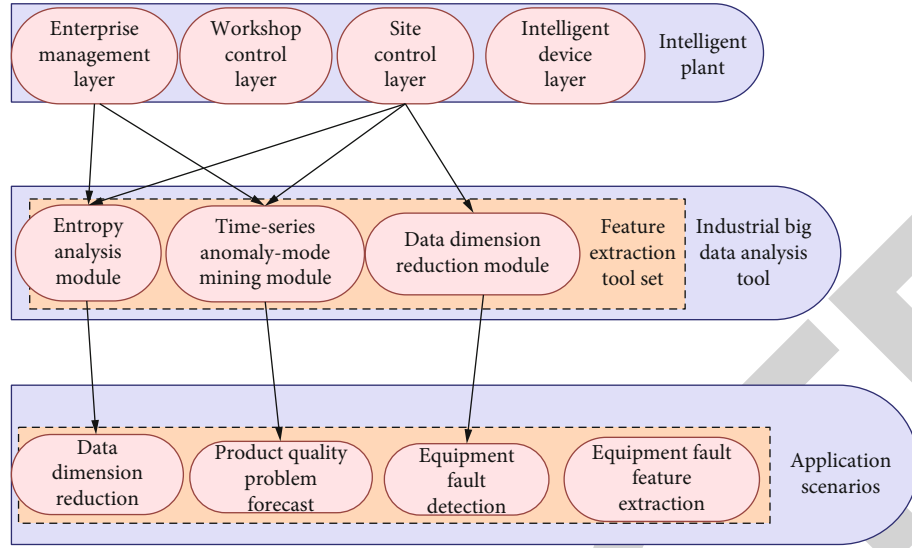 Enterprise
management
layer
Workshop
control
layer
Site
control
layer
Intelligent
device
layer
Intelligent
plant
Entropy
analysis
module
Time-series
anomaly-mode
mining module
Data dimension
reduction module
Feature
extraction
tool set
Industrial big
data analysis
tool
Data
dimension
reduction
Product quality
problem
forecast
Equipment
fault
detection
Equipment fault
feature
extraction
Application
scenarios